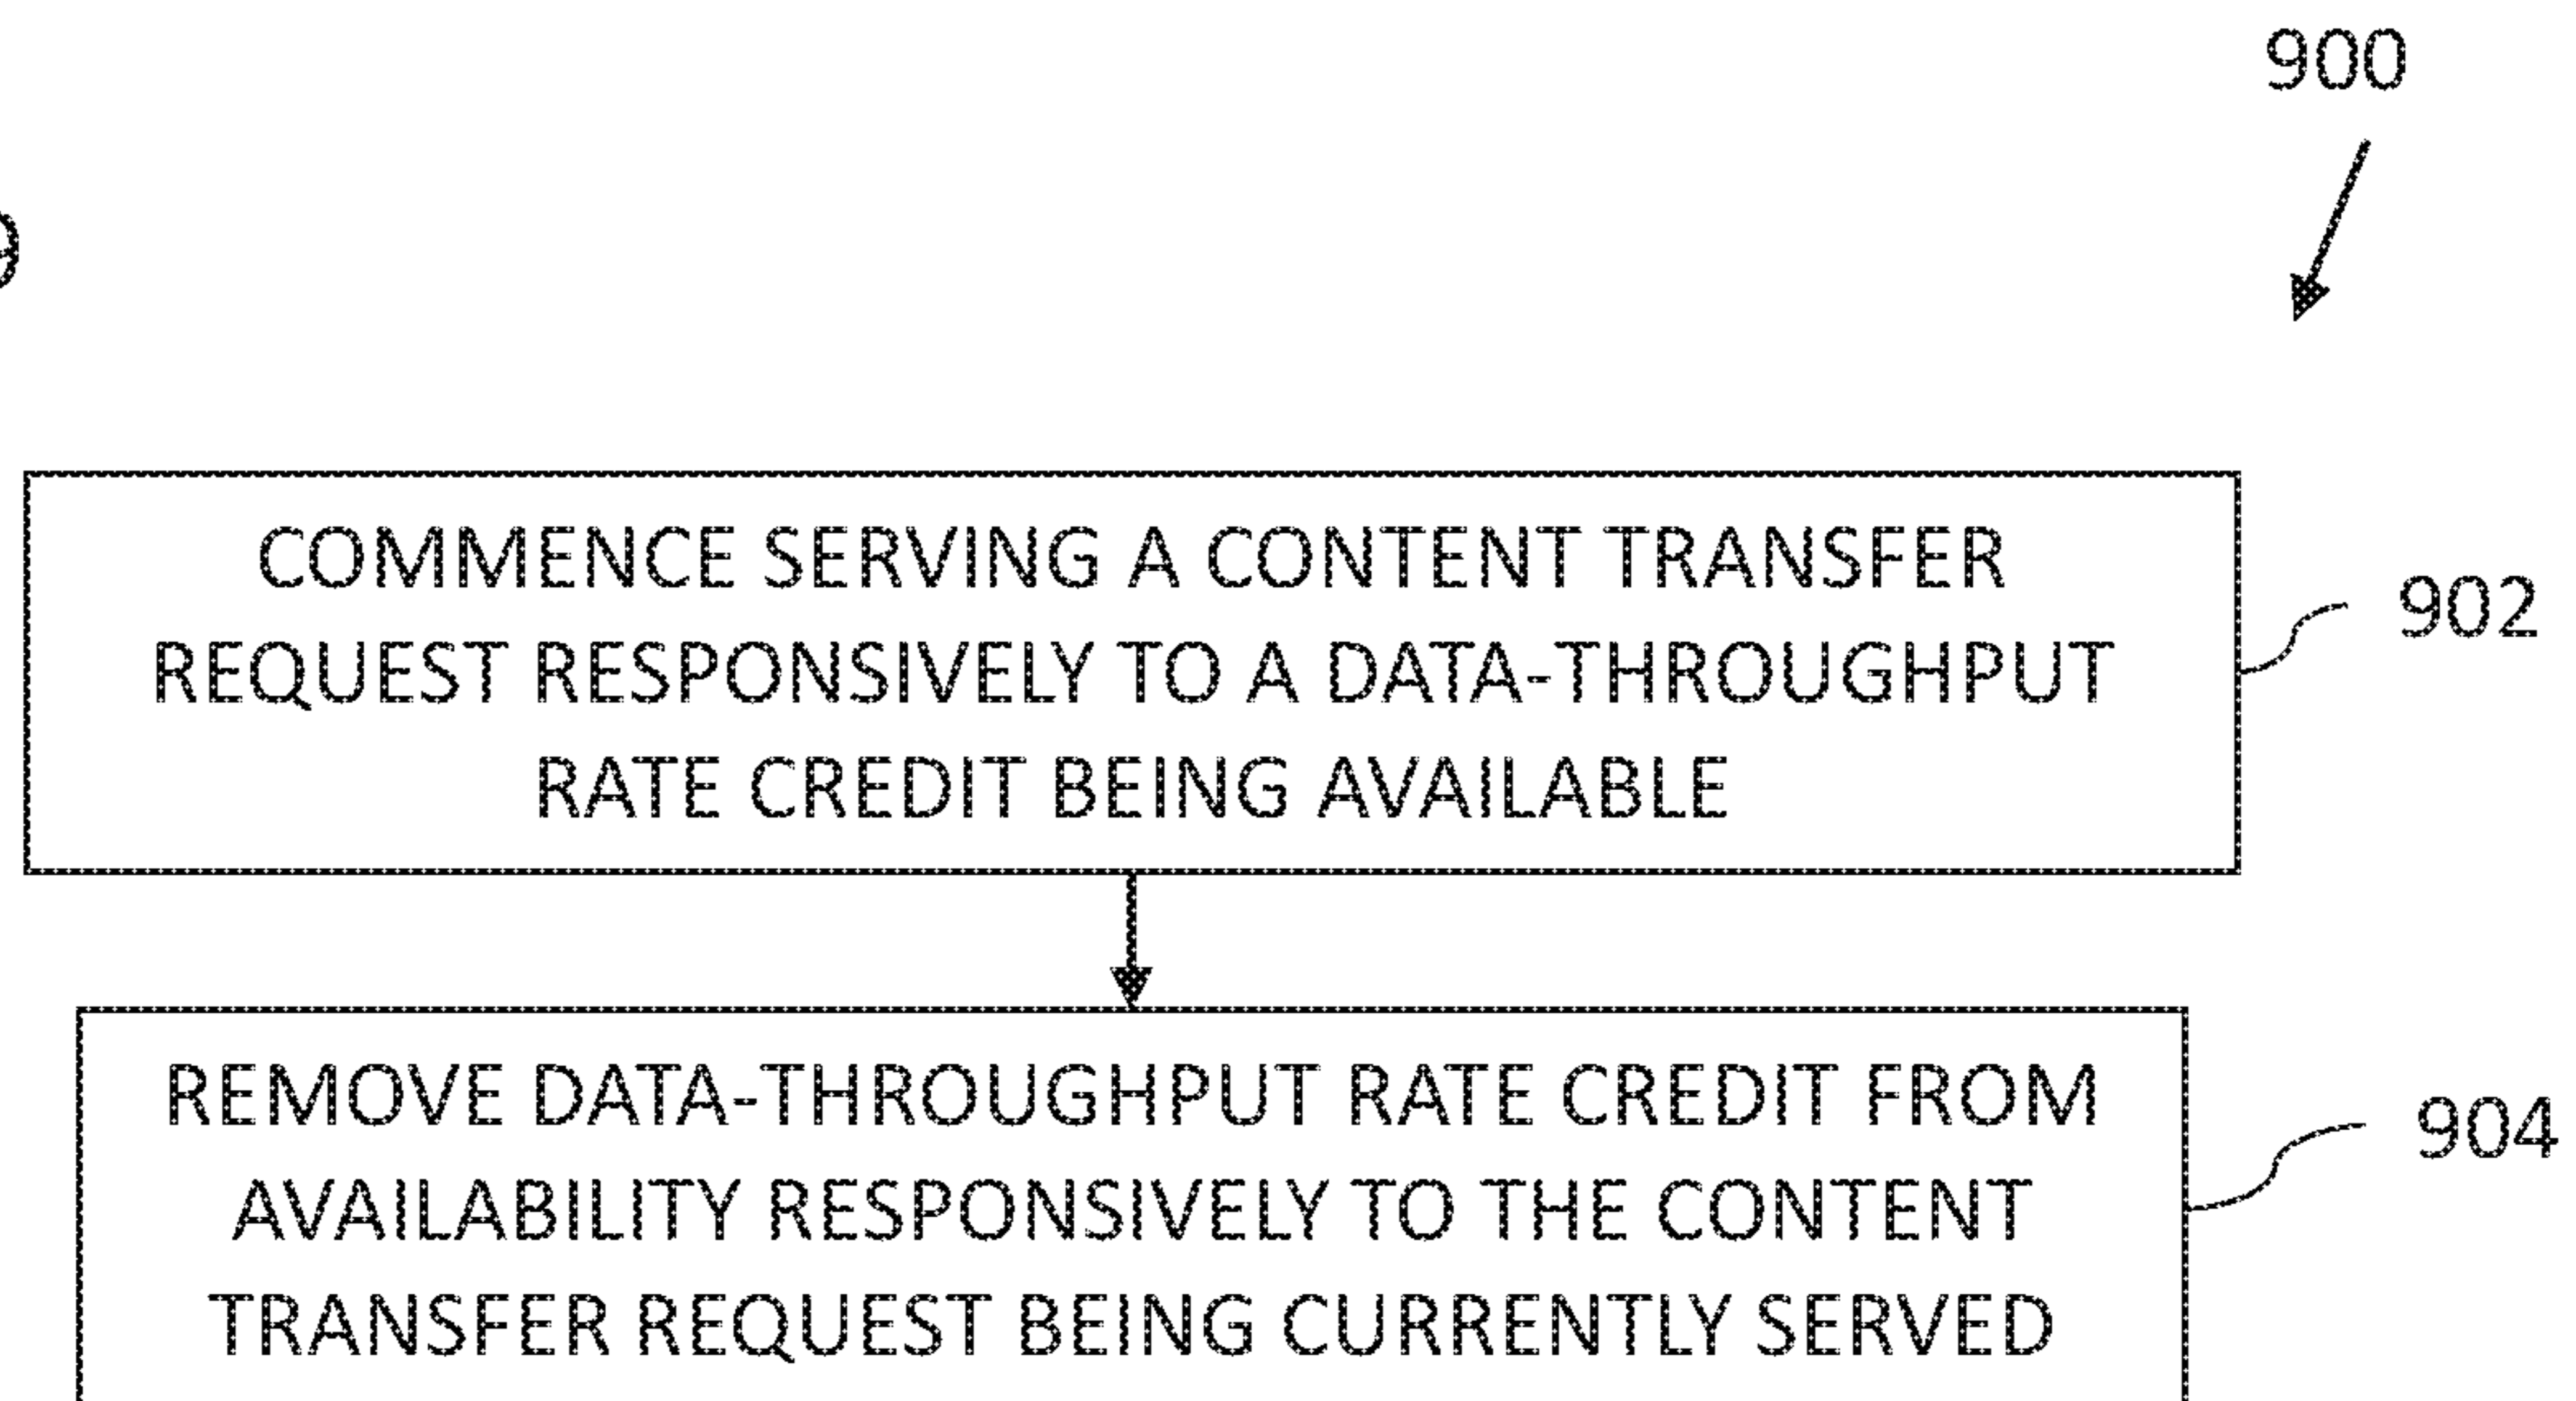 900
COMMENCE SERVING A CONTENT TRANSFER
REQUEST RESPONSIVELY TO A DATA-THROUGHPUT
RATE CREDIT BEING AVAILABLE
902
REMOVE DATA-THROUGHPUT RATE CREDIT FROM
AVAILABILITY RESPONSIVELY TO THE CONTENT
TRANSFER REQUEST BEING CURRENTLY SERVED
904